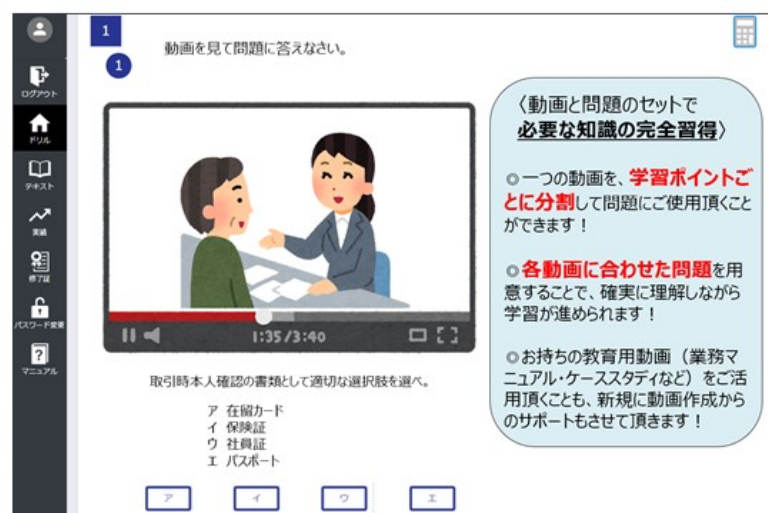 1
1
動画を見て問題に答えなさい。
ログアウト
ドリル
テキスト
実績
修了証
パスワード変更
?
マニュアル
1:35/3:40
取引時本人確認の書類として適切な選択肢を選べ。
ア 在留カード
イ 保険証
ウ 社員証
エ パスポート
ア
イ
ウ
エ
〈動画と問題のセットで
必要な知識の完全習得〉
◎一つの動画を、学習ポイントご
とに分割して問題にご使用頂くこと
ができます！
◎各動画に合わせた問題を用
意することで、確実に理解しながら
学習が進められます！
◎お持ちの教育用動画（業務マ
ニュアル・ケーススタディなど）をご活
用頂くことも、新規に動画作成から
のサポートもさせて頂きます！